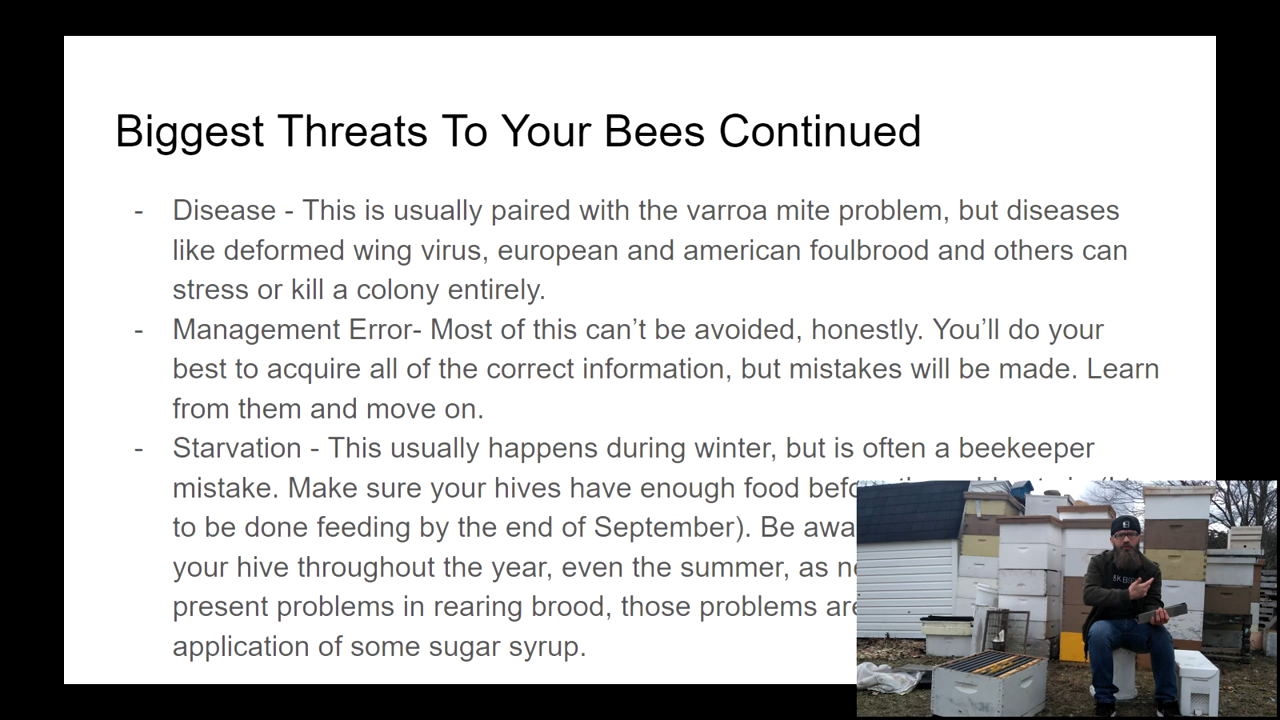 Biggest Threats To Your Bees Continued
- Disease - This is usually paired with the varroa mite problem, but diseases
like deformed wing virus, european and american foulbrood and others can
stress or kill a colony entirely.
- Management Error- Most of this can’t be avoided, honestly. You’ll do your
best to acquire all of the correct information, but mistakes will be made. Learn
from them and move on.
- Starvation - This usually happens during winter, but is often a beekeeper
mistake. Make sure your hives have enough food
to be done feeding by the end of September). Be
your hive throughout the year, even the summer, as
present problems in rearing brood, those problems
application of some sugar syrup.